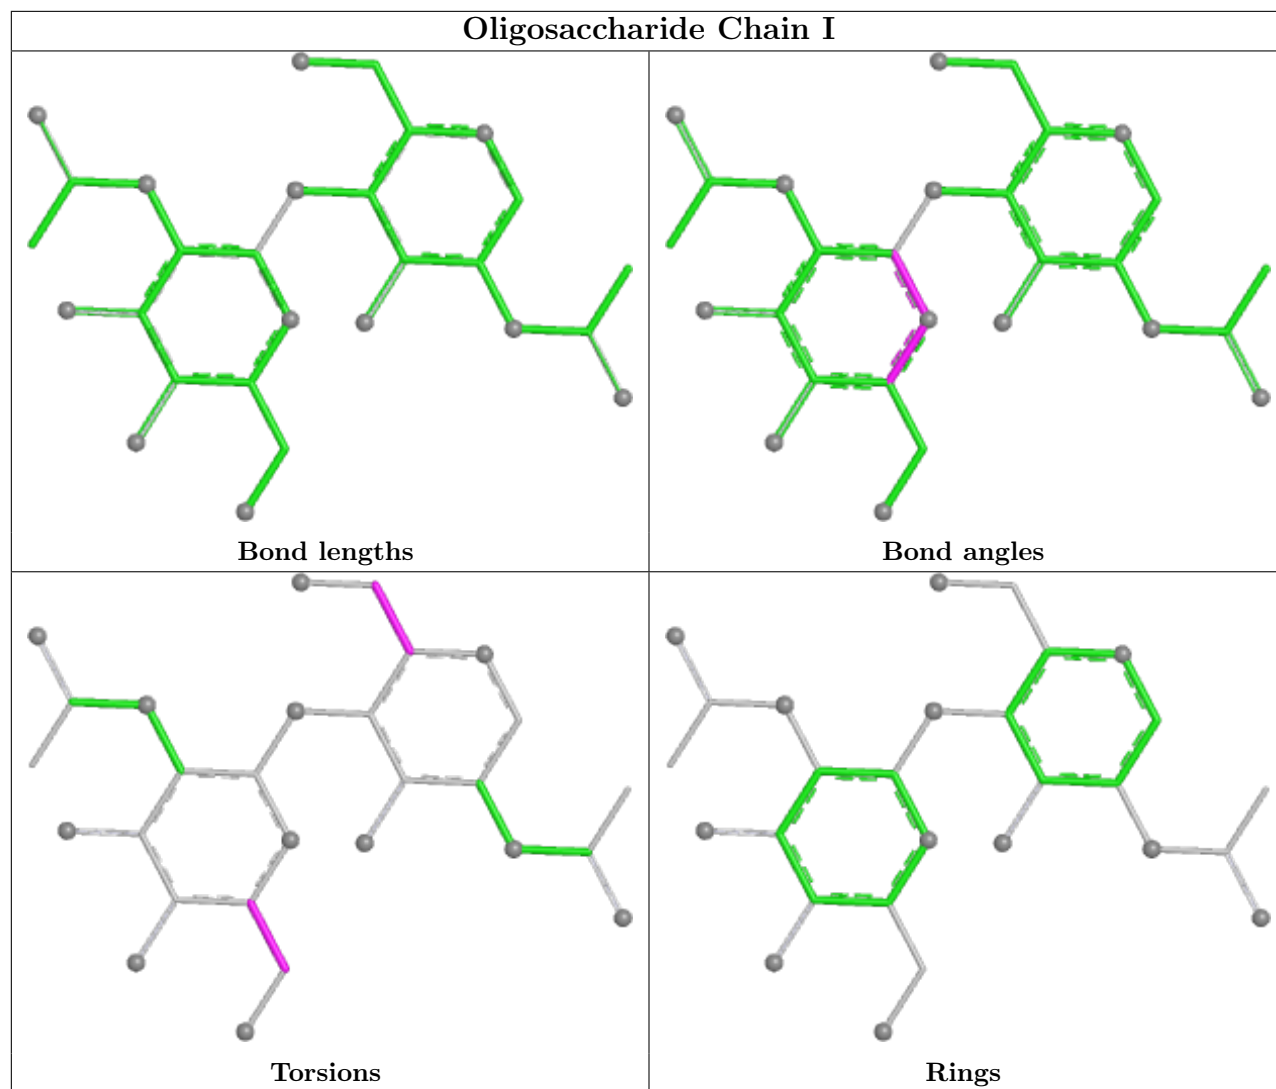 Oligosaccharide Chain I
Bond lengths
Bond angles
Torsions
Rings